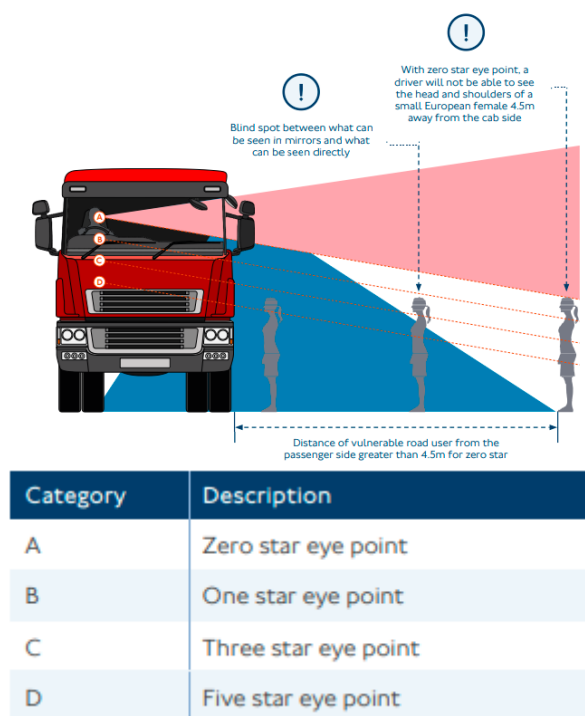 !
With zero star eye point, a
driver will not be able to see
the head and shoulders of a
small European female 4.5m
away from the cab side
!
Blind spot between what can
be seen in mirrors and what
can be seen directly
A
B
C
D
Distance of vulnerable road user from the
passenger side greater than 4.5m for zero star
Category Description
A Zero star eye point
B One star eye point
C Three star eye point
D Five star eye point